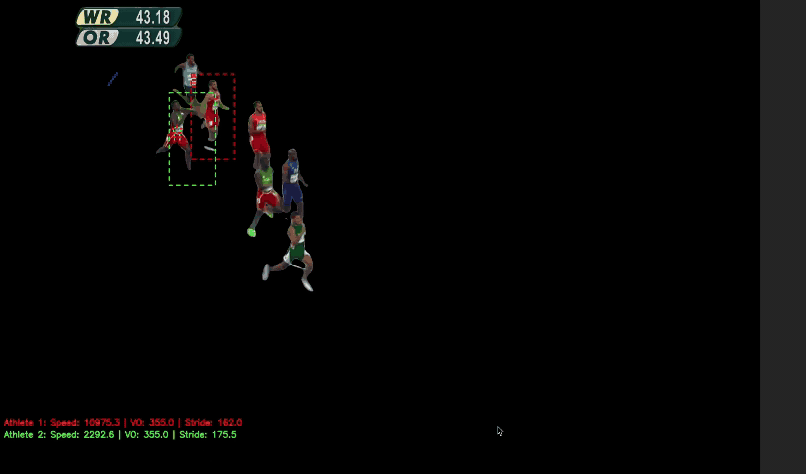 WR 43.18
OR 43.49
Athlete 1: Speed: 10975.3 | VO: 355.0 | Stride: 162.0
Athlete 2: Speed: 2292.6 | VO: 355.0 | Stride: 175.5